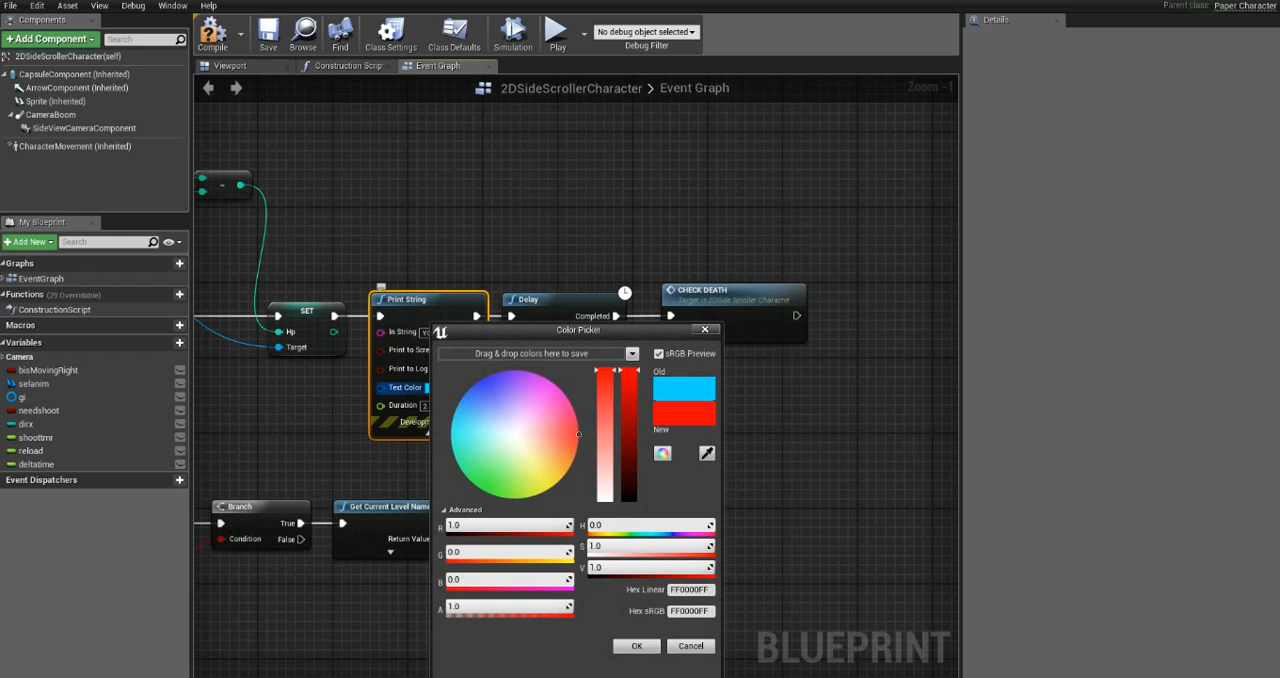 File Edit Asset View Debug Window Help
Parent class: Paper Character
Components
+Add Component
Search
2DSideScrollerCharacter(self)
CapsuleComponent (Inherited)
ArrowComponent (Inherited)
Sprite (Inherited)
CameraBoom
SideViewCameraComponent
CharacterMovement (Inherited)
My Blueprint
+Add New
Search
Graphs
EventGraph
Functions (29 Overridable)
ConstructionScript
Macros
Variables
Camera
bisMovingRight
selanim
gi
needshoot
dirx
shoottmr
reload
deltatime
Event Dispatchers
Compile
Save
Browse
Find
Class Settings
Class Defaults
Simulation
Play
No debug object selected
Debug Filter
Viewport
Construction Scrip
Event Graph
2DSideScrollerCharacter > Event Graph
Zoom -1
-
SET
Hp
Target
Print String
In String
Print to Scre
Print to Log
Text Color
Duration 2
Developm
Delay
Completed
CHECK DEATH
Target is 2DSide Scroller Character
Branch
True
Condition
False
Get Current Level Name
Return Value
Color Picker
Drag & drop colors here to save
sRGB Preview
Old
New
Advanced
R 1.0
G 0.0
B 0.0
A 1.0
H 0.0
S 1.0
V 1.0
Hex Linear FF0000FF
Hex sRGB FF0000FF
OK
Cancel
BLUEPRINT
Details